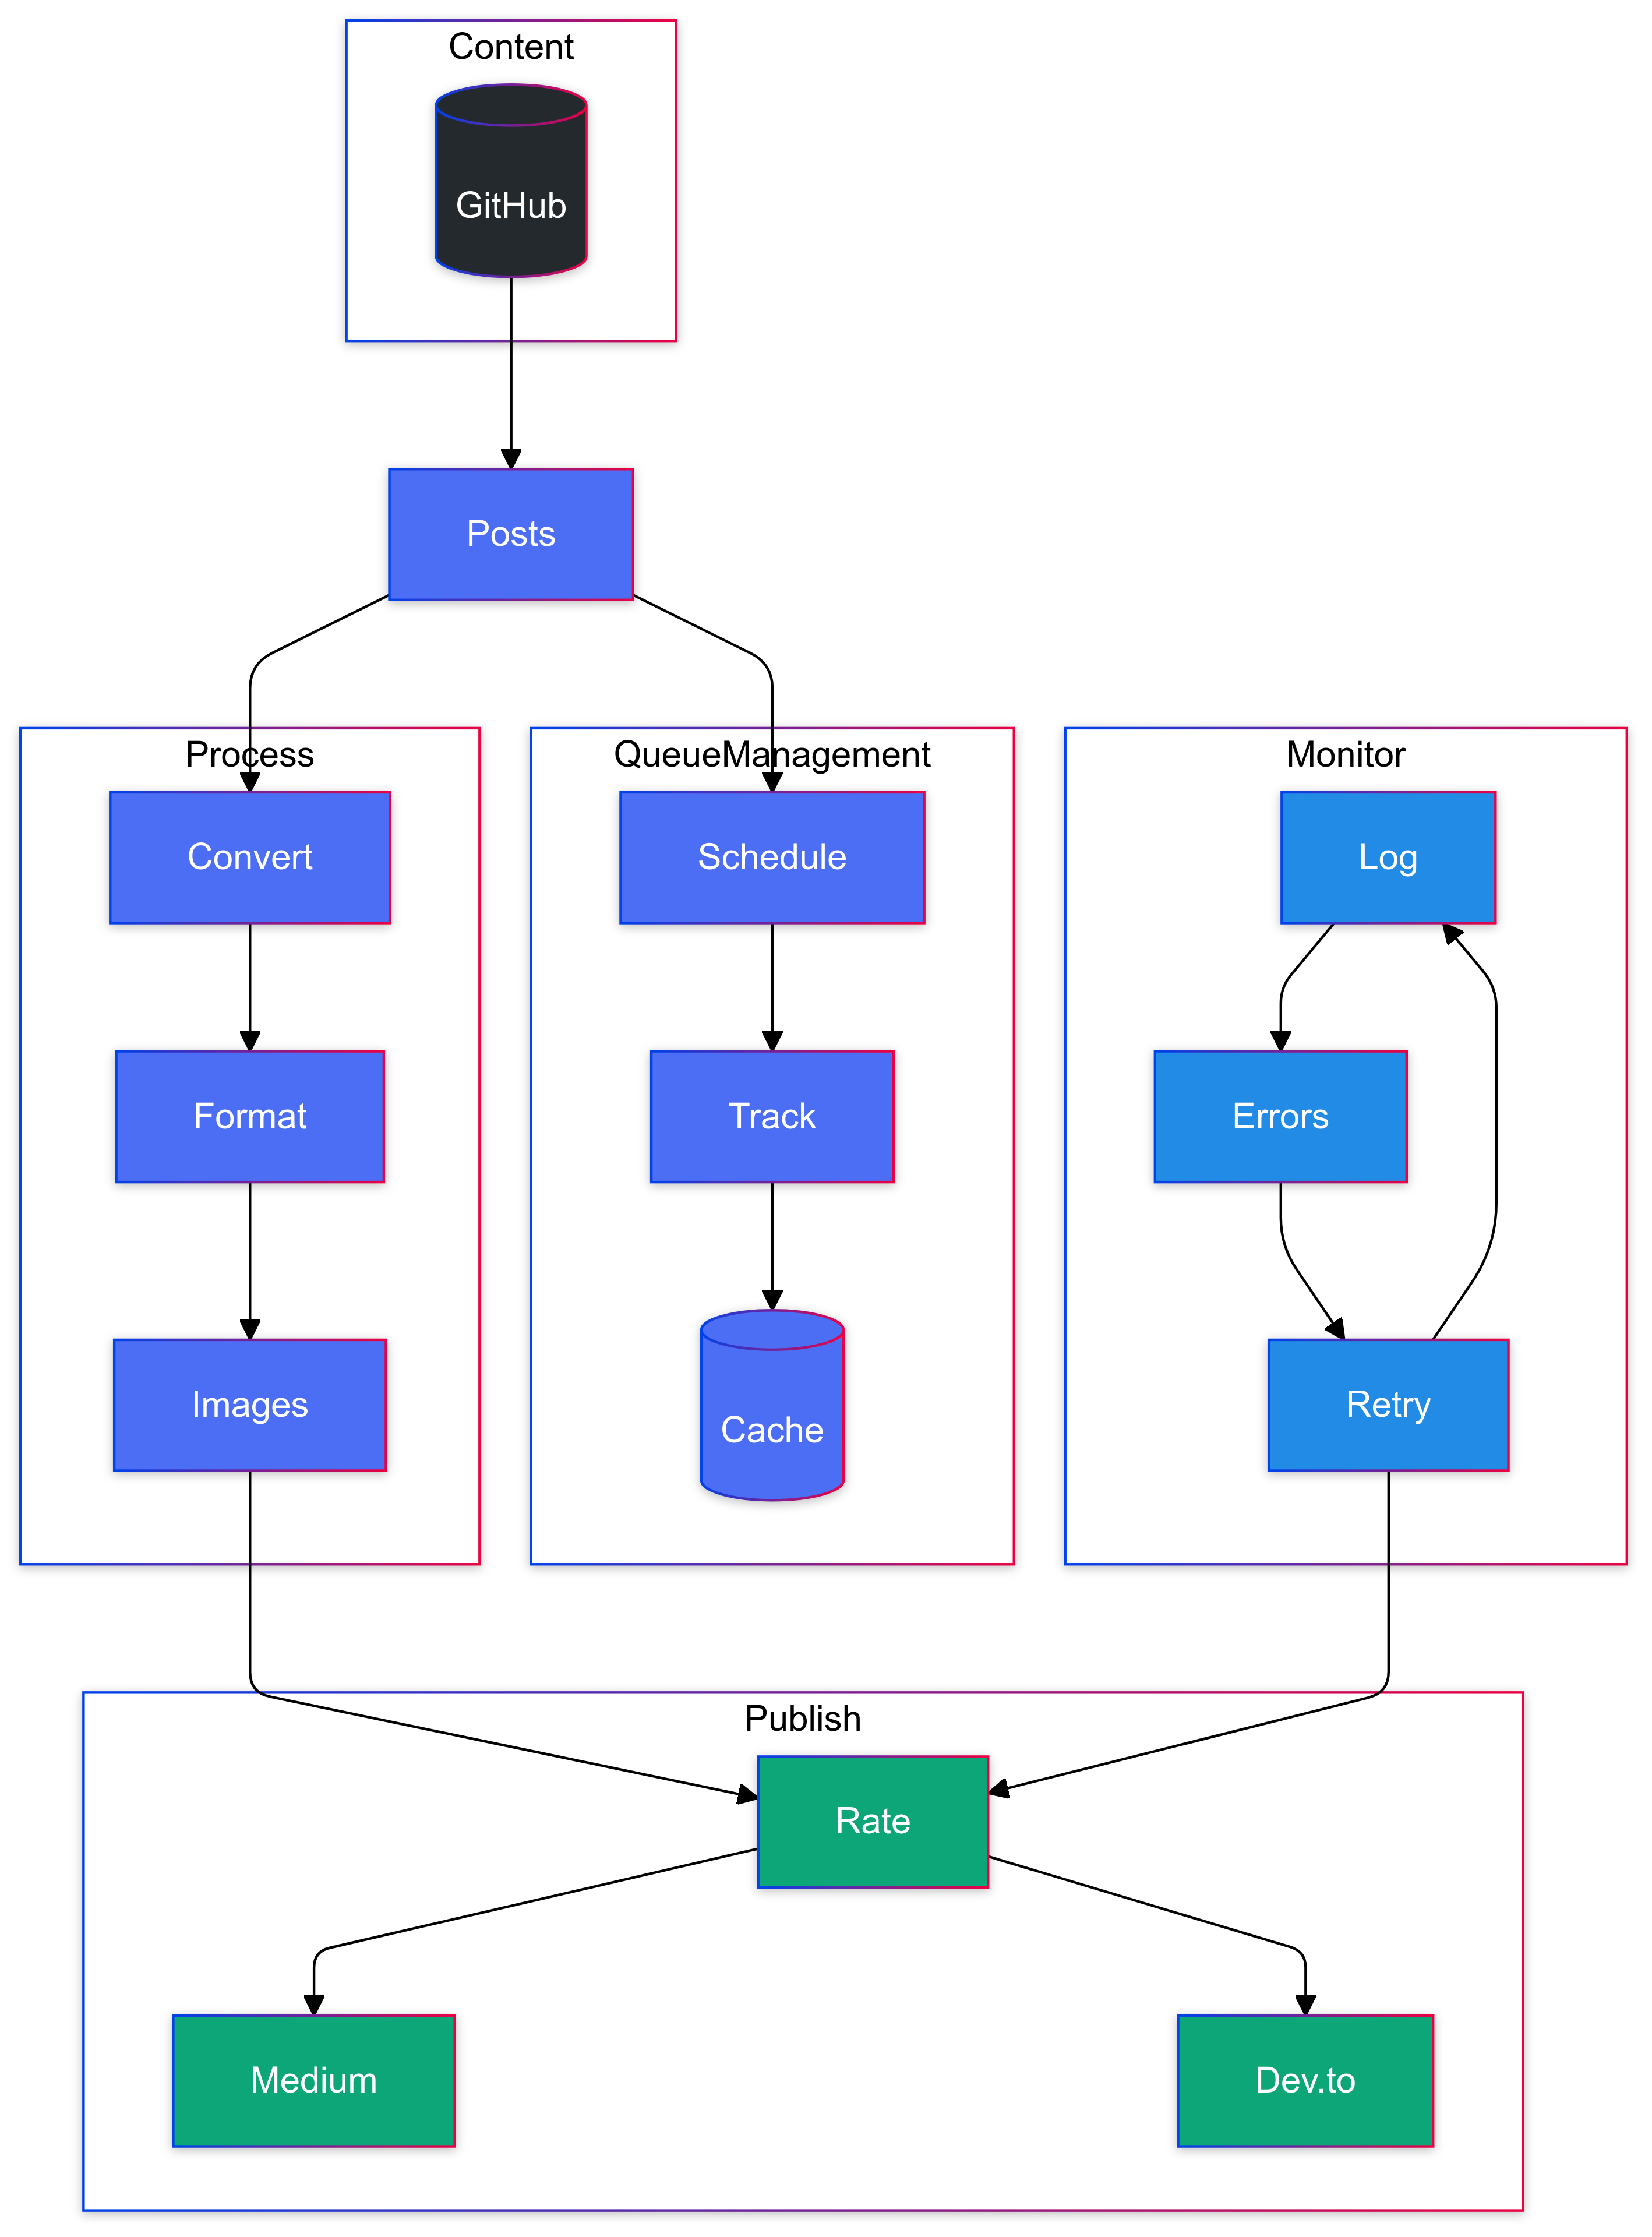 Content
GitHub
Posts
Process
QueueManagement
Monitor
Convert
Schedule
Log
Format
Track
Errors
Images
Cache
Retry
Publish
Rate
Medium
Dev.to